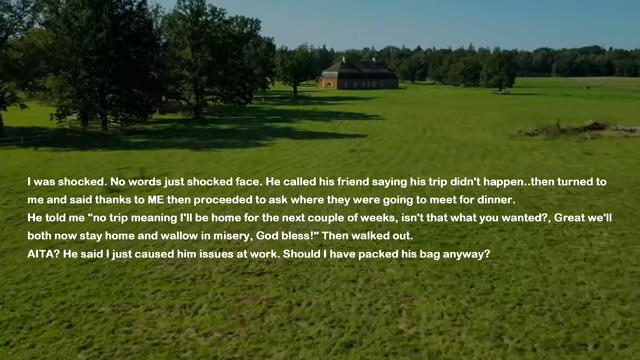 I was shocked. No words just shocked face. He called his friend saying his trip didn't happen..then turned to
me and said thanks to ME then proceeded to ask where they were going to meet for dinner.
He told me "no trip meaning I'll be home for the next couple of weeks, isn't that what you wanted?, Great we'll
both now stay home and wallow in misery, God bless!" Then walked out.
AITA? He said I just caused him issues at work. Should I have packed his bag anyway?